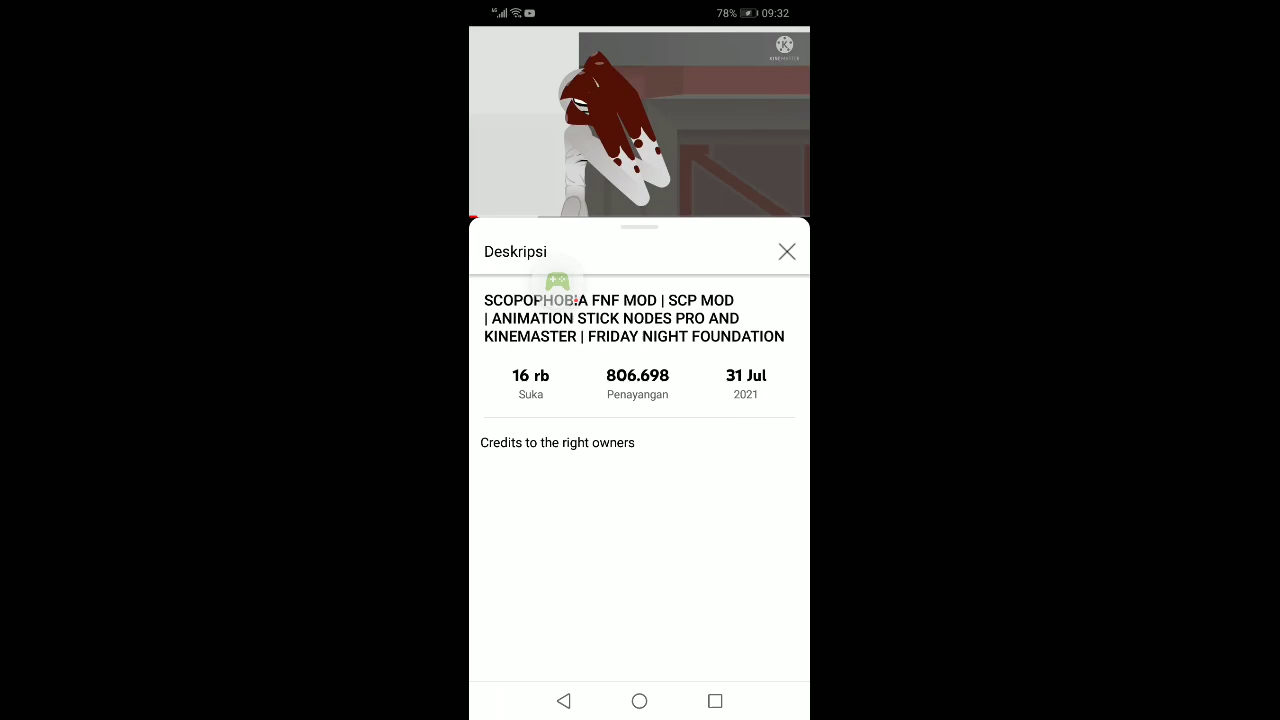 78% 09:32
KINEMASTER
Deskripsi
SCOPOPHOBIA FNF MOD | SCP MOD
| ANIMATION STICK NODES PRO AND
KINEMASTER | FRIDAY NIGHT FOUNDATION
16 rb 806.698 31 Jul
Suka Penayangan 2021
Credits to the right owners